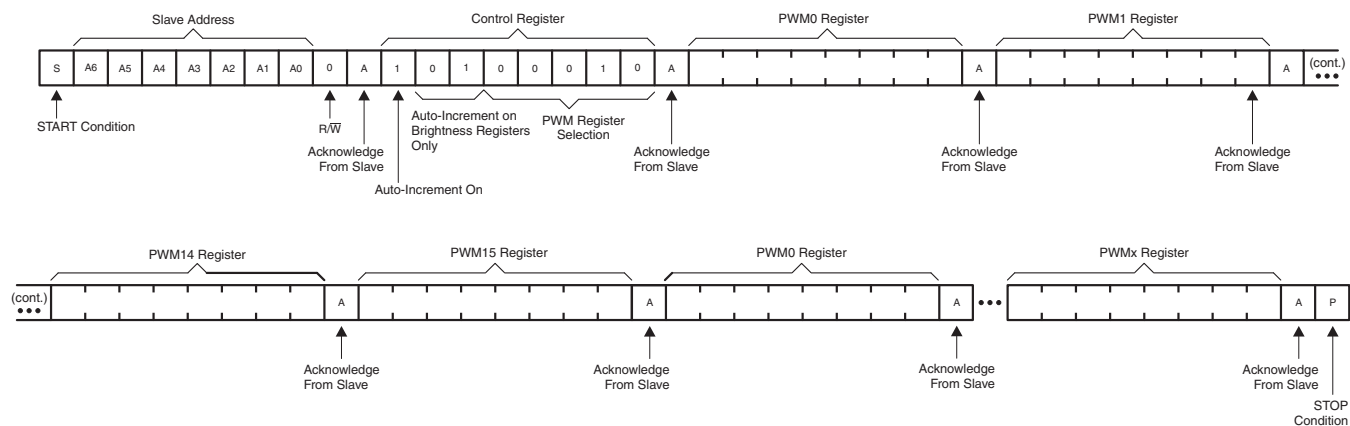 Slave Address Control Register PWM0 Register PWM1 Register
S A6 A5 A4 A3 A2 A1 A0 0 A 1 0 1 0 0 0 1 0 A A A (cont.)
•••
START Condition
R/W̅
Acknowledge
From Slave
Auto-Increment On
Auto-Increment on
Brightness Registers
Only
PWM Register
Selection
Acknowledge
From Slave
Acknowledge
From Slave
Acknowledge
From Slave
PWM14 Register PWM15 Register PWM0 Register PWMx Register
(cont.)
••• A A A ••• A P
Acknowledge
From Slave
Acknowledge
From Slave
Acknowledge
From Slave
Acknowledge
From Slave
STOP
Condition